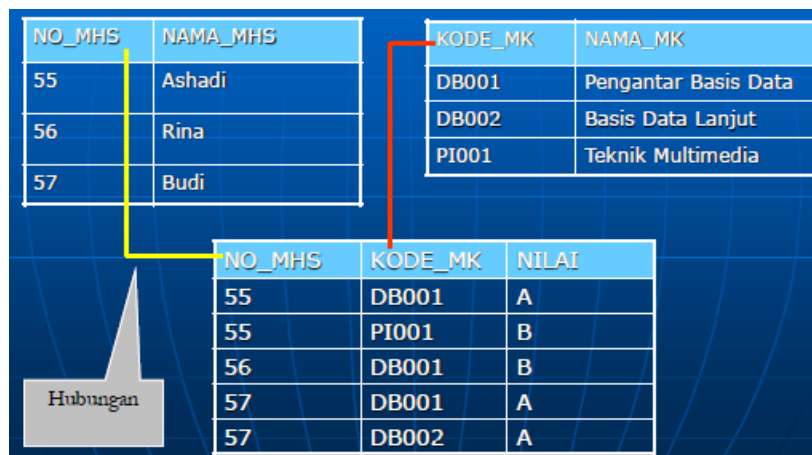 NO_MHS NAMA_MHS
55 Ashadi
56 Rina
57 Budi
KODE_MK NAMA_MK
DB001 Pengantar Basis Data
DB002 Basis Data Lanjut
PI001 Teknik Multimedia
NO_MHS KODE_MK NILAI
55 DB001 A
55 PI001 B
56 DB001 B
57 DB001 A
57 DB002 A
Hubungan